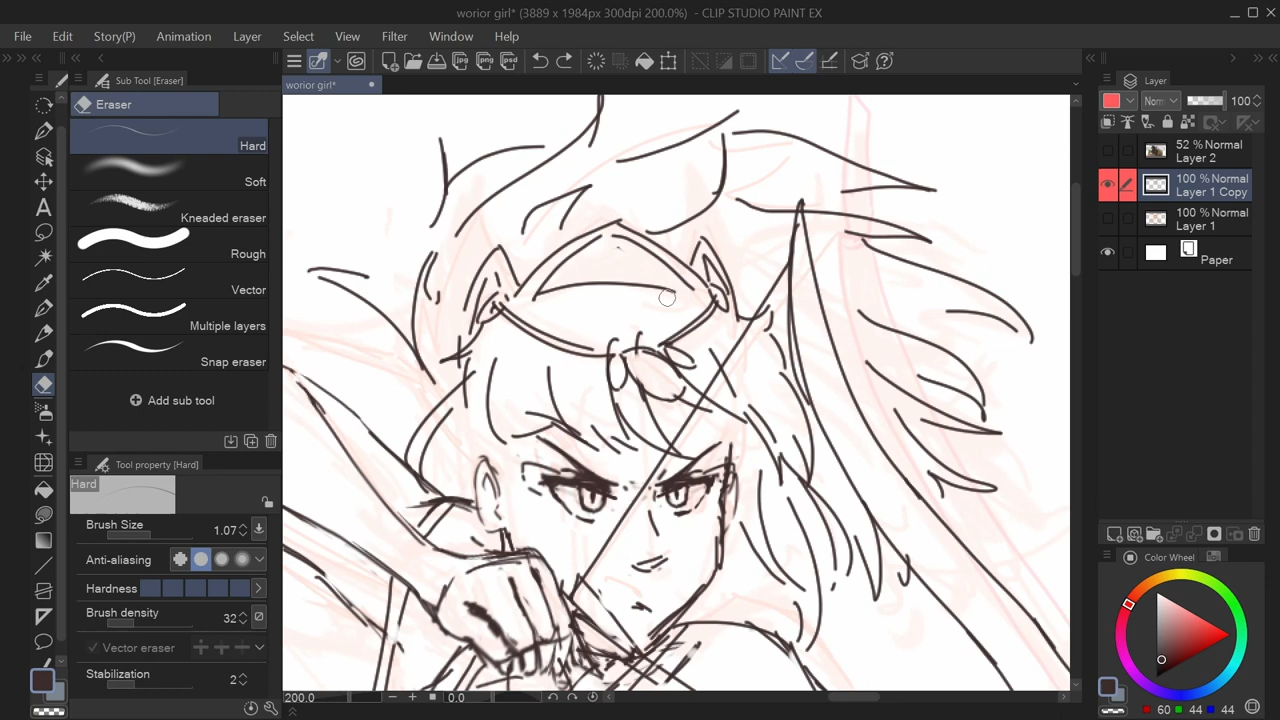 worior girl* (3889 x 1984px 300dpi 200.0%) - CLIP STUDIO PAINT EX
File Edit Story(P) Animation Layer Select View Filter Window Help
Sub Tool [Eraser]
Eraser
Hard
Soft
Kneaded eraser
Rough
Vector
Multiple layers
Snap eraser
Add sub tool
Tool property [Hard]
Hard
Brush Size 1.07
Anti-aliasing
Hardness
Brush density 32
Vector eraser
Stabilization 2
jpg png psd
worior girl*
200.0 0.0
Layer
Norm 100
52 % Normal
Layer 2
100 % Normal
Layer 1 Copy
100 % Normal
Layer 1
Paper
Color Wheel
60 44 44